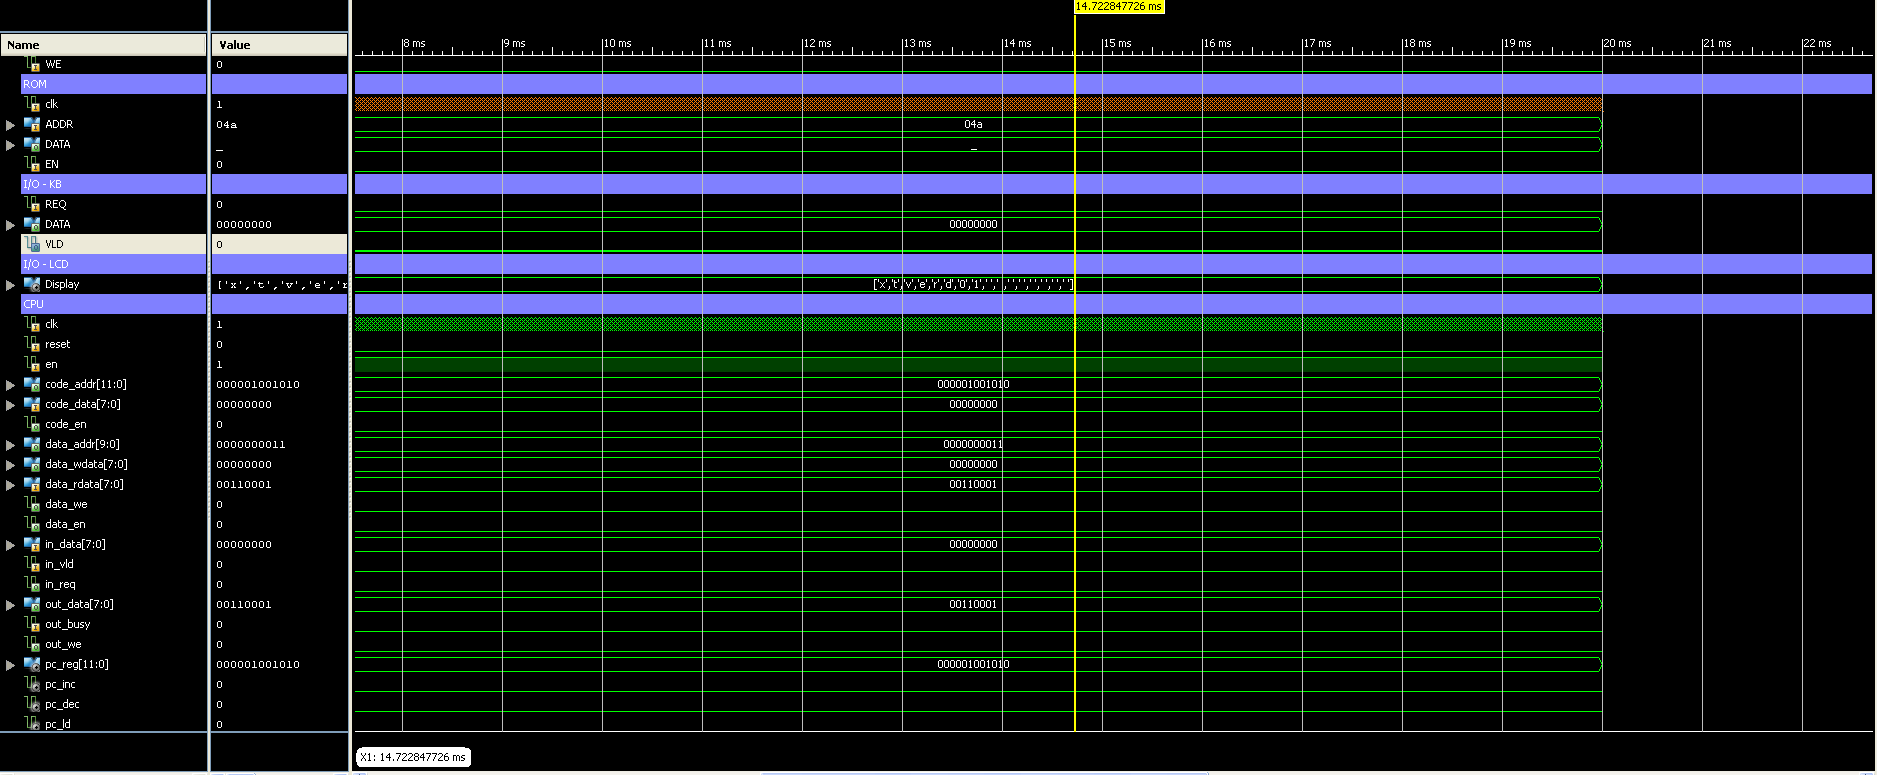 14.722847726 ms
Name Value 8 ms 9 ms 10 ms 11 ms 12 ms 13 ms 14 ms 15 ms 16 ms 17 ms 18 ms 19 ms 20 ms 21 ms 22 ms
WE 0
ROM
clk 1
ADDR 04a 04a
DATA _ _
EN 0
I/O - KB
REQ 0
DATA 00000000 00000000
VLD 0
I/O - LCD
Display ['x','t','v','e','r ['x','t','v','e','r','d','0','1',' ',' ',' ',' ',' ',' ',' ',' ']
CPU
clk 1
reset 0
en 1
code_addr[11:0] 000001001010 000001001010
code_data[7:0] 00000000 00000000
code_en 0
data_addr[9:0] 0000000011 0000000011
data_wdata[7:0] 00000000 00000000
data_rdata[7:0] 00110001 00110001
data_we 0
data_en 0
in_data[7:0] 00000000 00000000
in_vld 0
in_req 0
out_data[7:0] 00110001 00110001
out_busy 0
out_we 0
pc_reg[11:0] 000001001010 000001001010
pc_inc 0
pc_dec 0
pc_ld 0
X1: 14.722847726 ms